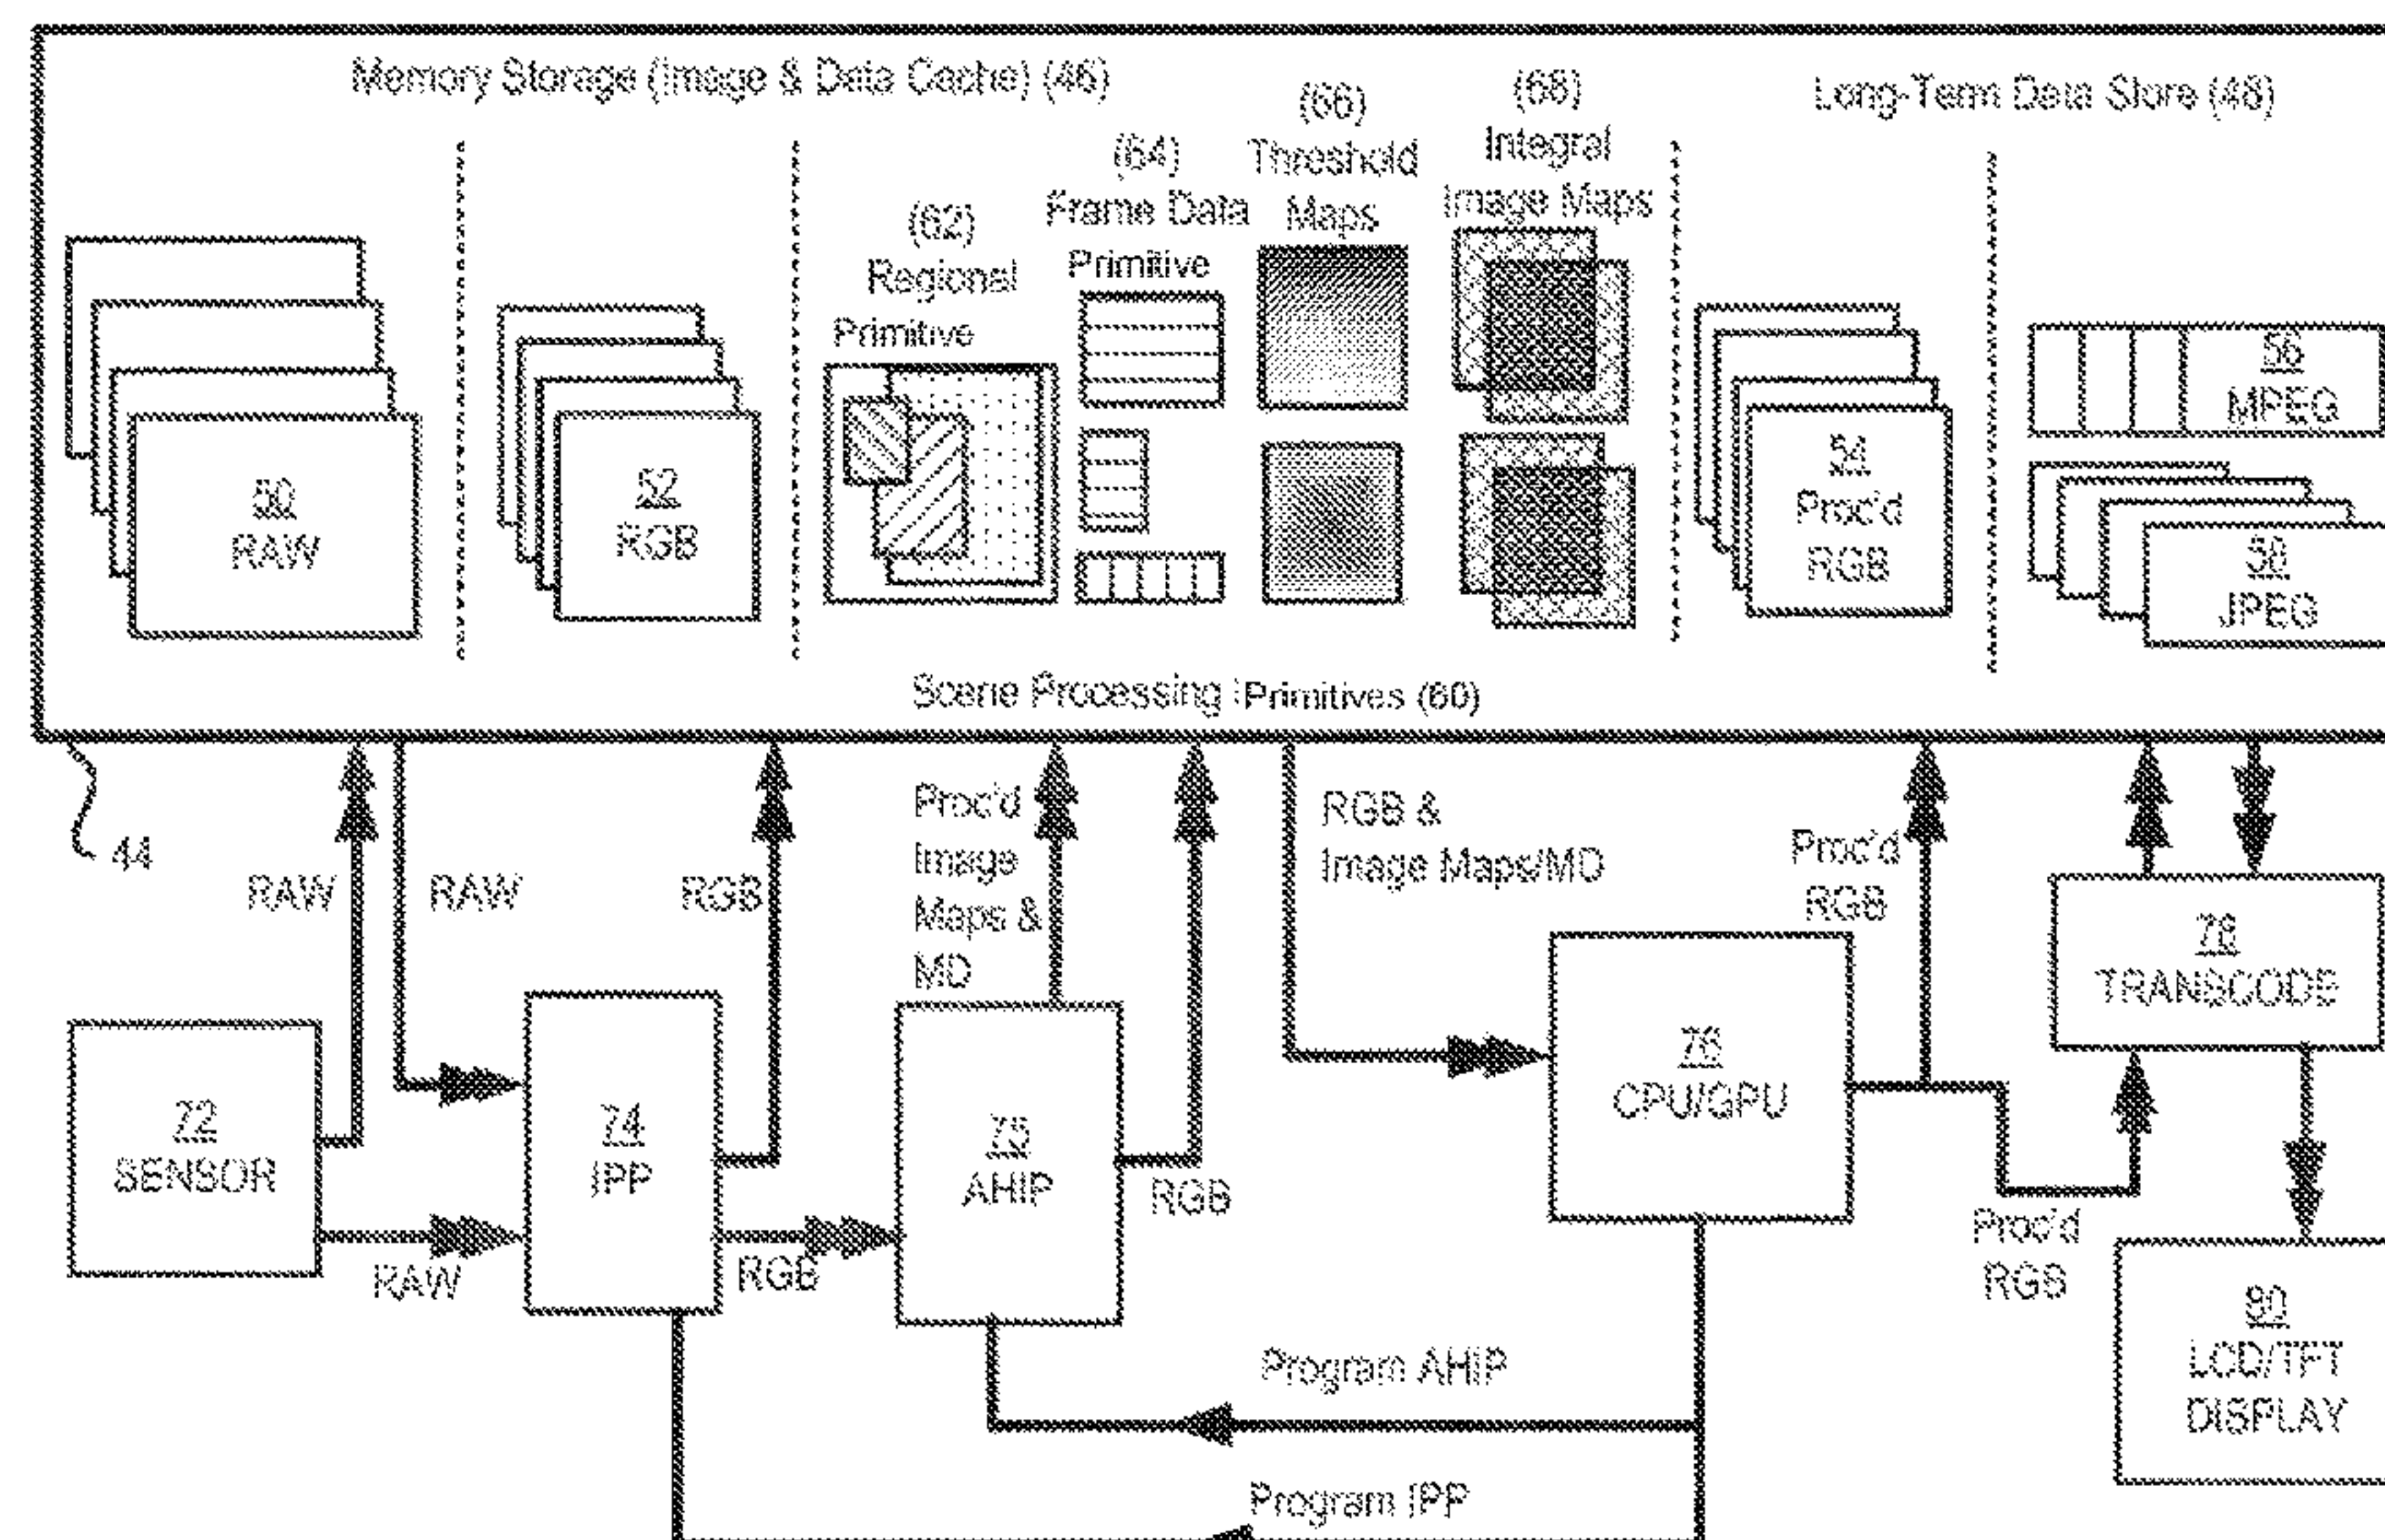 Memory Storage (Image & Data Cache) (46)
Long-Term Data Store (48)
(62)
Regional
Primitive
(64)
Frame Data
Primitive
(66)
Threshold
Maps
(68)
Integral
Image Maps
50
RAW
52
RGB
54
Proc'd
RGB
56
MPEG
JPEG
Scene Processing Primitives (60)
44
RAW
RAW
RGB
Proc'd
Image
Maps &
MD
RGB &
Image Maps/MD
Proc'd
RGB
78
TRANSCODE
72
SENSOR
RAW
74
IPP
RGB
75
AHIP
RGB
76
CPU/GPU
Proc'd
RGB
80
LCD/TFT
DISPLAY
Program AHIP
Program IPP